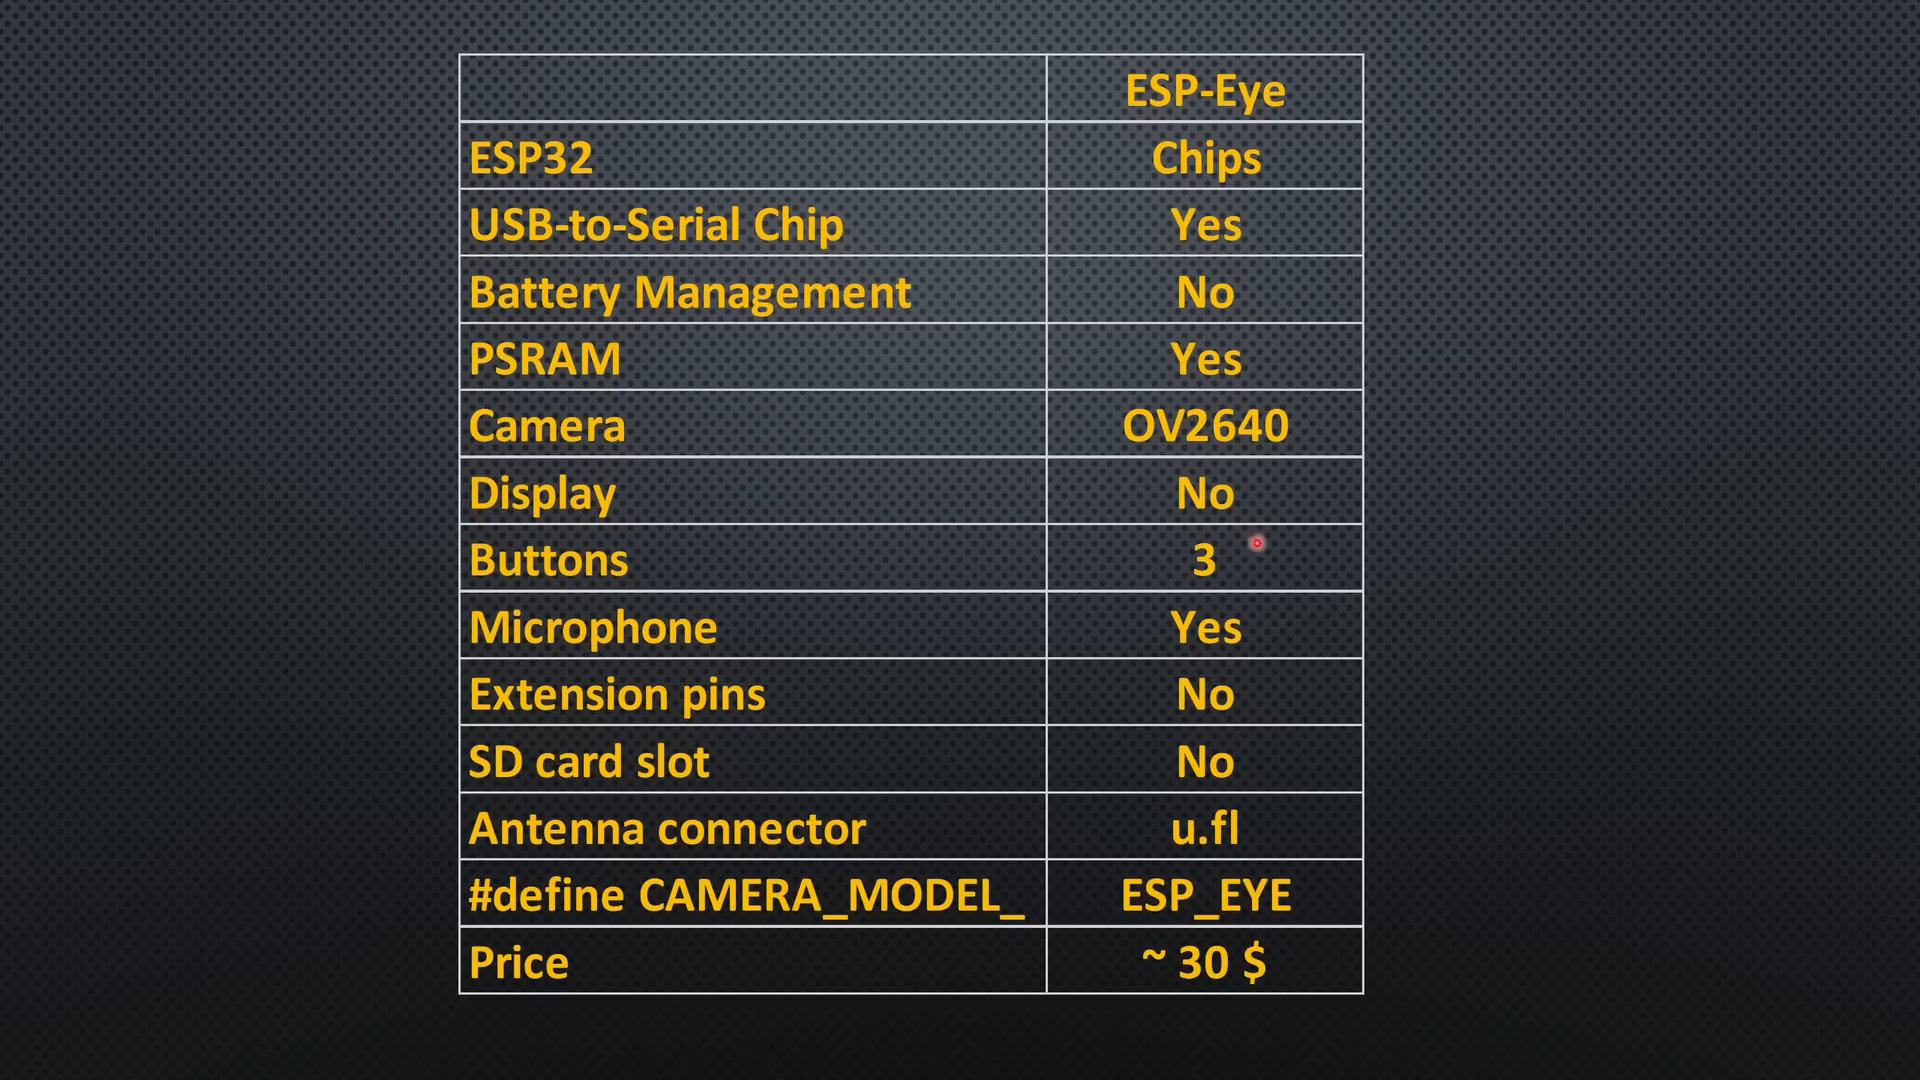 ESP-Eye
ESP32 Chips
USB-to-Serial Chip Yes
Battery Management No
PSRAM Yes
Camera OV2640
Display No
Buttons 3
Microphone Yes
Extension pins No
SD card slot No
Antenna connector u.fl
#define CAMERA_MODEL_ ESP_EYE
Price ~ 30 $